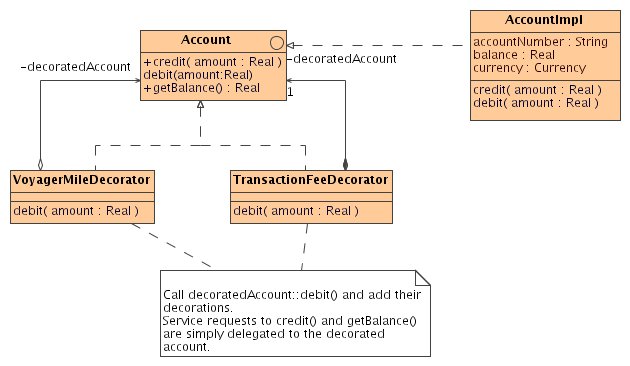 Account
+ credit( amount : Real )
debit(amount:Real)
+ getBalance() : Real
AccountImpl
accountNumber : String
balance : Real
currency : Currency
credit( amount : Real )
debit( amount : Real )
-decoratedAccount
-decoratedAccount
1
VoyagerMileDecorator
debit( amount : Real )
TransactionFeeDecorator
debit( amount : Real )
Call decoratedAccount::debit() and add their
decorations.
Service requests to credit() and getBalance()
are simply delegated to the decorated
account.